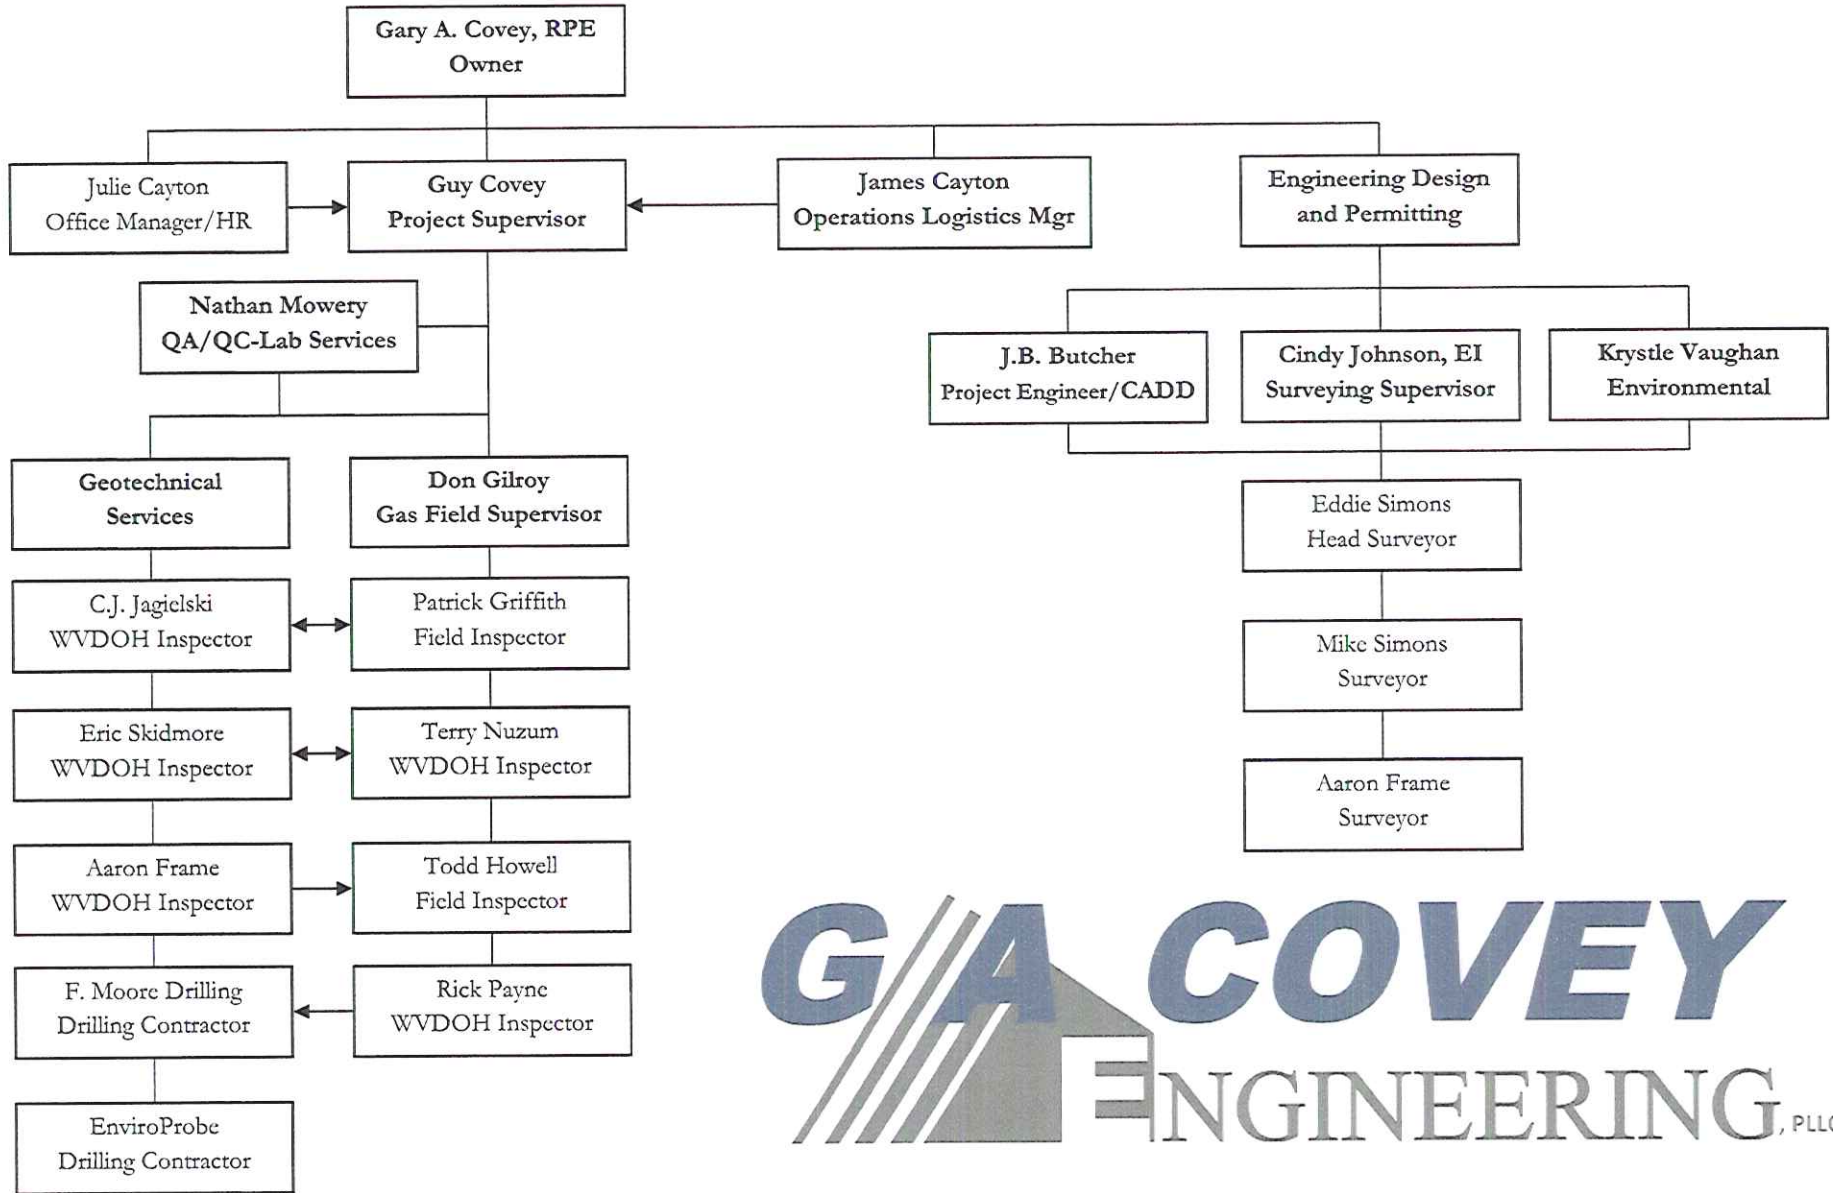 Gary A. Covey, RPE
Owner
Julie Cayton
Office Manager/HR
Guy Covey
Project Supervisor
James Cayton
Operations Logistics Mgr
Engineering Design
and Permitting
Nathan Mowery
QA/QC-Lab Services
J.B. Butcher
Project Engineer/CADD
Cindy Johnson, EI
Surveying Supervisor
Krystle Vaughan
Environmental
Geotechnical
Services
Don Gilroy
Gas Field Supervisor
Eddie Simons
Head Surveyor
C.J. Jagielski
WVDOH Inspector
Patrick Griffith
Field Inspector
Mike Simons
Surveyor
Eric Skidmore
WVDOH Inspector
Terry Nuzum
WVDOH Inspector
Aaron Frame
Surveyor
Aaron Frame
WVDOH Inspector
Todd Howell
Field Inspector
F. Moore Drilling
Drilling Contractor
Rick Payne
WVDOH Inspector
EnviroProbe
Drilling Contractor
GA COVEY
ENGINEERING, PLLC